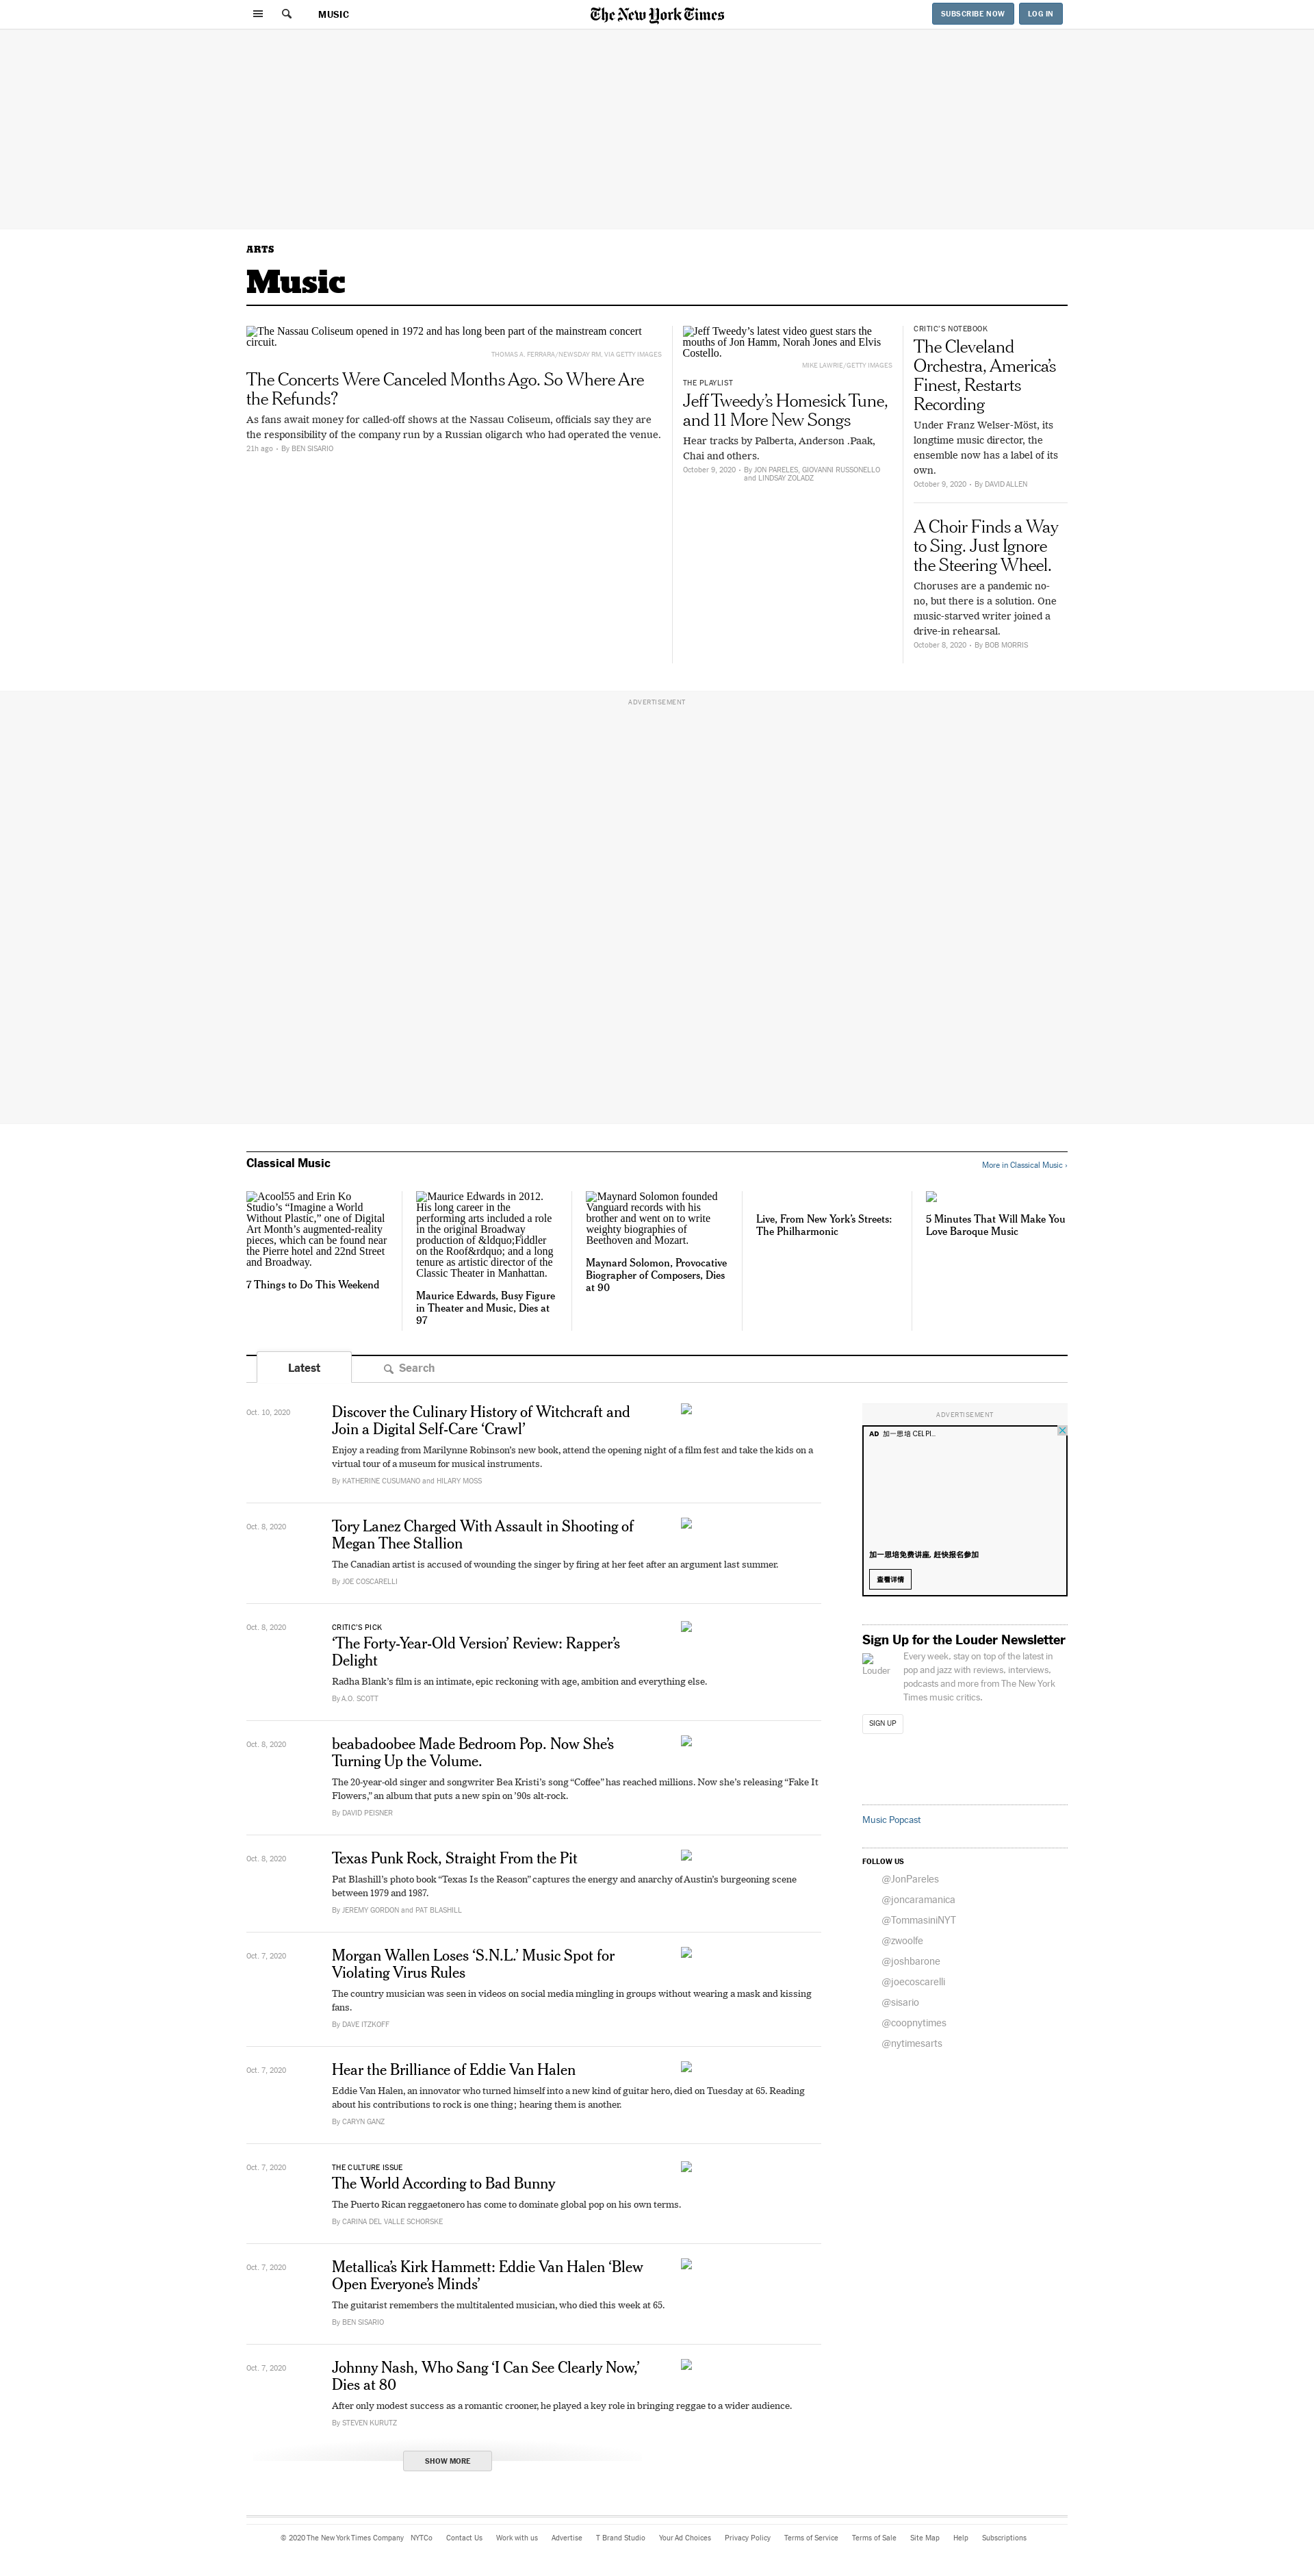 MUSIC
The New York Times
SUBSCRIBE NOW
LOG IN
ARTS
Music
The Nassau Coliseum opened in 1972 and has long been part of the mainstream concert
circuit.
THOMAS A. FERRARA/NEWSDAY RM, VIA GETTY IMAGES
The Concerts Were Canceled Months Ago. So Where Are
the Refunds?
As fans await money for called-off shows at the Nassau Coliseum, officials say they are
the responsibility of the company run by a Russian oligarch who had operated the venue.
21h ago • By BEN SISARIO
Jeff Tweedy’s latest video guest stars the
mouths of Jon Hamm, Norah Jones and Elvis
Costello.
MIKE LAWRIE/GETTY IMAGES
THE PLAYLIST
Jeff Tweedy’s Homesick Tune,
and 11 More New Songs
Hear tracks by Palberta, Anderson .Paak,
Chai and others.
October 9, 2020 • By JON PARELES, GIOVANNI RUSSONELLO
and LINDSAY ZOLADZ
CRITIC’S NOTEBOOK
The Cleveland
Orchestra, America’s
Finest, Restarts
Recording
Under Franz Welser-Möst, its
longtime music director, the
ensemble now has a label of its
own.
October 9, 2020 • By DAVID ALLEN
A Choir Finds a Way
to Sing. Just Ignore
the Steering Wheel.
Choruses are a pandemic no-
no, but there is a solution. One
music-starved writer joined a
drive-in rehearsal.
October 8, 2020 • By BOB MORRIS
ADVERTISEMENT
Classical Music
More in Classical Music ›
Acool55 and Erin Ko
Studio’s “Imagine a World
Without Plastic,” one of Digital
Art Month’s augmented-reality
pieces, which can be found near
the Pierre hotel and 22nd Street
and Broadway.
7 Things to Do This Weekend
Maurice Edwards in 2012.
His long career in the
performing arts included a role
in the original Broadway
production of &ldquo;Fiddler
on the Roof&rdquo; and a long
tenure as artistic director of the
Classic Theater in Manhattan.
Maurice Edwards, Busy Figure
in Theater and Music, Dies at
97
Maynard Solomon founded
Vanguard records with his
brother and went on to write
weighty biographies of
Beethoven and Mozart.
Maynard Solomon, Provocative
Biographer of Composers, Dies
at 90
Live, From New York’s Streets:
The Philharmonic
5 Minutes That Will Make You
Love Baroque Music
Latest
Search
Oct. 10, 2020
Discover the Culinary History of Witchcraft and
Join a Digital Self-Care ‘Crawl’
Enjoy a reading from Marilynne Robinson’s new book, attend the opening night of a film fest and take the kids on a
virtual tour of a museum for musical instruments.
By KATHERINE CUSUMANO and HILARY MOSS
Oct. 8, 2020
Tory Lanez Charged With Assault in Shooting of
Megan Thee Stallion
The Canadian artist is accused of wounding the singer by firing at her feet after an argument last summer.
By JOE COSCARELLI
Oct. 8, 2020
CRITIC’S PICK
‘The Forty-Year-Old Version’ Review: Rapper’s
Delight
Radha Blank’s film is an intimate, epic reckoning with age, ambition and everything else.
By A.O. SCOTT
Oct. 8, 2020
beabadoobee Made Bedroom Pop. Now She’s
Turning Up the Volume.
The 20-year-old singer and songwriter Bea Kristi’s song “Coffee” has reached millions. Now she’s releasing “Fake It
Flowers,” an album that puts a new spin on ’90s alt-rock.
By DAVID PEISNER
Oct. 8, 2020
Texas Punk Rock, Straight From the Pit
Pat Blashill’s photo book “Texas Is the Reason” captures the energy and anarchy of Austin’s burgeoning scene
between 1979 and 1987.
By JEREMY GORDON and PAT BLASHILL
Oct. 7, 2020
Morgan Wallen Loses ‘S.N.L.’ Music Spot for
Violating Virus Rules
The country musician was seen in videos on social media mingling in groups without wearing a mask and kissing
fans.
By DAVE ITZKOFF
Oct. 7, 2020
Hear the Brilliance of Eddie Van Halen
Eddie Van Halen, an innovator who turned himself into a new kind of guitar hero, died on Tuesday at 65. Reading
about his contributions to rock is one thing; hearing them is another.
By CARYN GANZ
Oct. 7, 2020
THE CULTURE ISSUE
The World According to Bad Bunny
The Puerto Rican reggaetonero has come to dominate global pop on his own terms.
By CARINA DEL VALLE SCHORSKE
Oct. 7, 2020
Metallica’s Kirk Hammett: Eddie Van Halen ‘Blew
Open Everyone’s Minds’
The guitarist remembers the multitalented musician, who died this week at 65.
By BEN SISARIO
Oct. 7, 2020
Johnny Nash, Who Sang ‘I Can See Clearly Now,’
Dies at 80
After only modest success as a romantic crooner, he played a key role in bringing reggae to a wider audience.
By STEVEN KURUTZ
SHOW MORE
ADVERTISEMENT
AD 加一思培 CELPI...
加一思培免费讲座, 赶快报名参加
查看详情
Sign Up for the Louder Newsletter
Louder
Every week, stay on top of the latest in
pop and jazz with reviews, interviews,
podcasts and more from The New York
Times music critics.
SIGN UP
Music Popcast
FOLLOW US
@JonPareles
@joncaramanica
@TommasiniNYT
@zwoolfe
@joshbarone
@joecoscarelli
@sisario
@coopnytimes
@nytimesarts
© 2020 The New York Times Company NYTCo Contact Us Work with us Advertise T Brand Studio Your Ad Choices Privacy Policy Terms of Service Terms of Sale Site Map Help Subscriptions